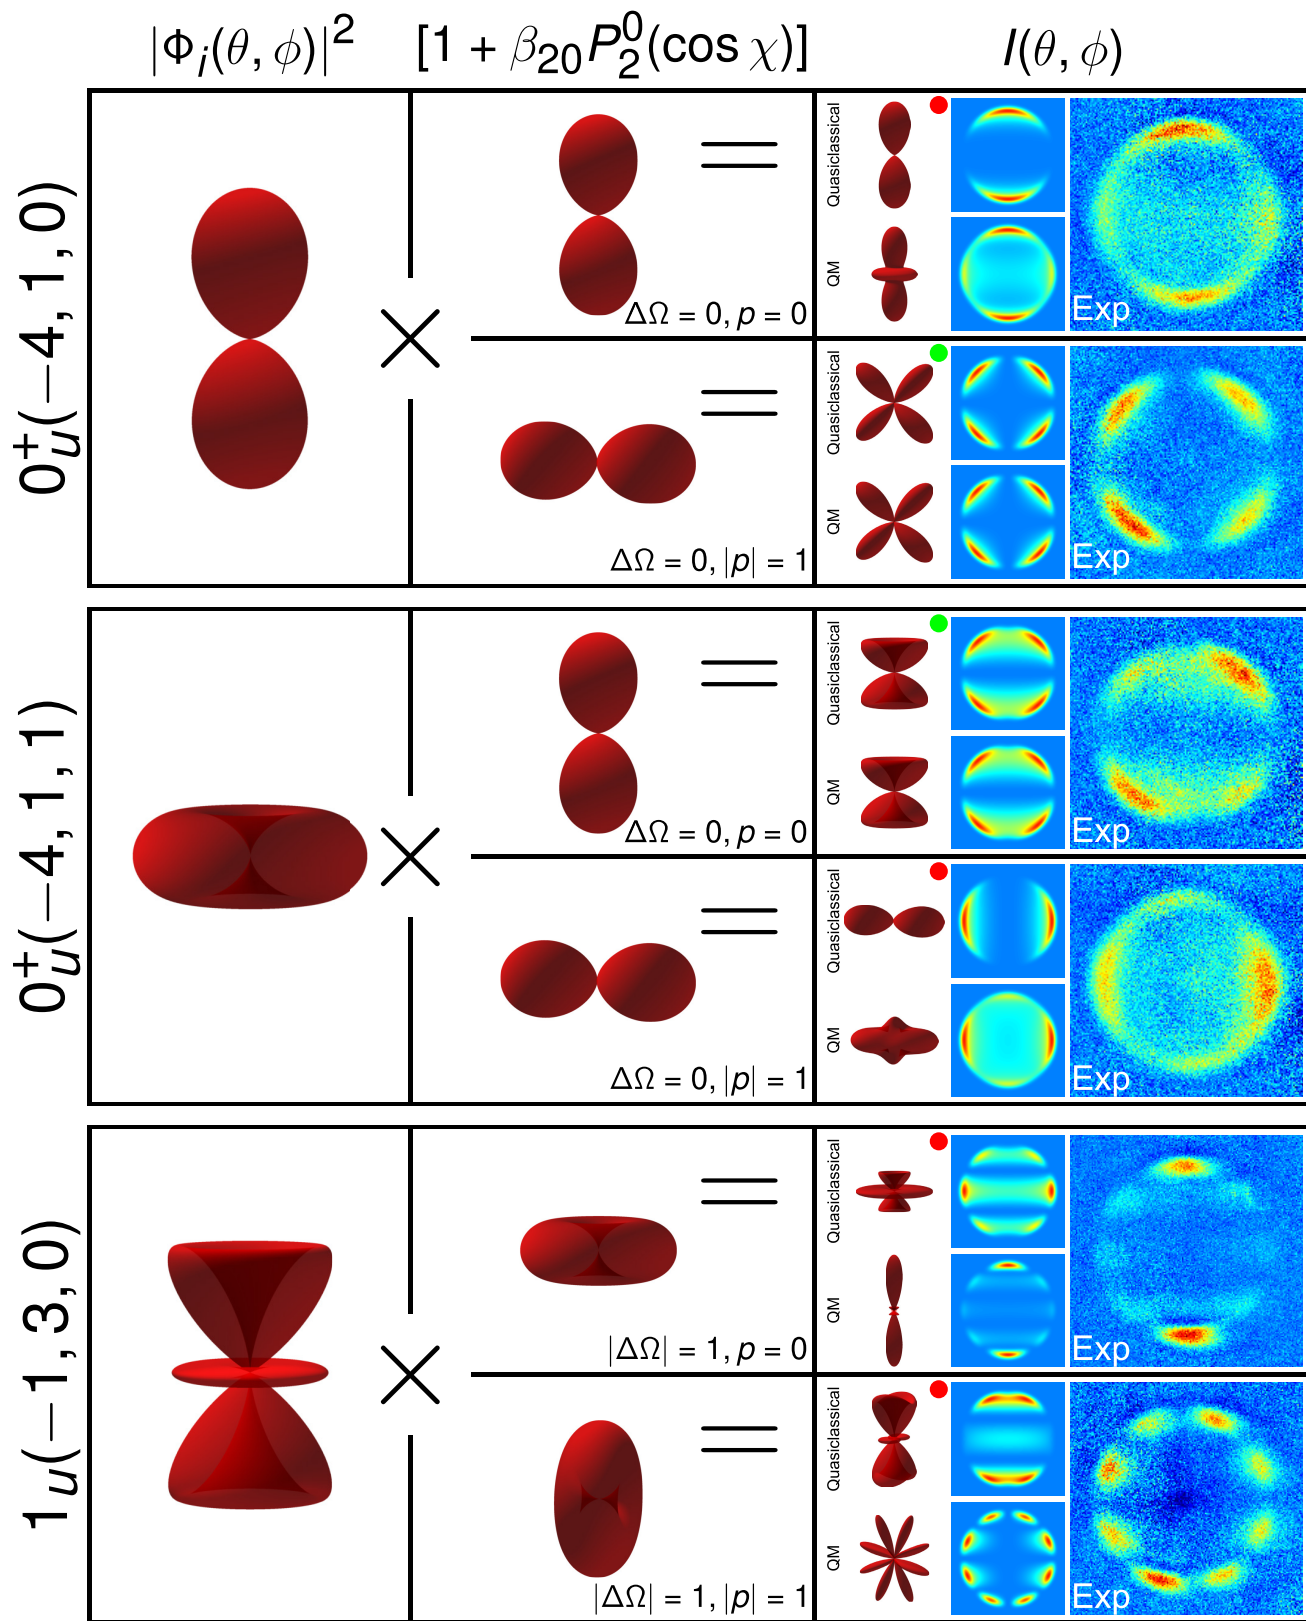 |Φᵢ(θ, ϕ)|² [1 + β₂₀P₂⁰(cos χ)] I(θ, ϕ)
0⁺ᵤ(−4, 1, 0)
×
ΔΩ = 0, p = 0
=
Quasiclassical
QM
Exp
ΔΩ = 0, |p| = 1
=
Quasiclassical
QM
Exp
0⁺ᵤ(−4, 1, 1)
×
ΔΩ = 0, p = 0
=
Quasiclassical
QM
Exp
ΔΩ = 0, |p| = 1
=
Quasiclassical
QM
Exp
1ᵤ(−1, 3, 0)
×
|ΔΩ| = 1, p = 0
=
Quasiclassical
QM
Exp
|ΔΩ| = 1, |p| = 1
=
Quasiclassical
QM
Exp